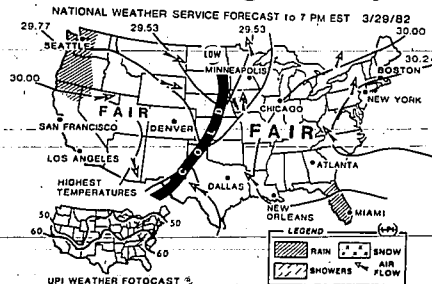 NATIONAL WEATHER SERVICE FORECAST to 7 PM EST 3/29/82
29.77
29.53
29.53
30.00
SEATTLE
LOW
30.2
MINNEAPOLIS
BOSTON
30.00
FAIR
CHICAGO
NEW YORK
SAN FRANCISCO
DENVER
FAIR
COLD
LOS ANGELES
ATLANTA
HIGHEST
TEMPERATURES
DALLAS
NEW
ORLEANS
MIAMI
50
50
60
60
LEGEND
UPI
RAIN
SNOW
SHOWERS
AIR
FLOW
UPI WEATHER FOTOCAST ®